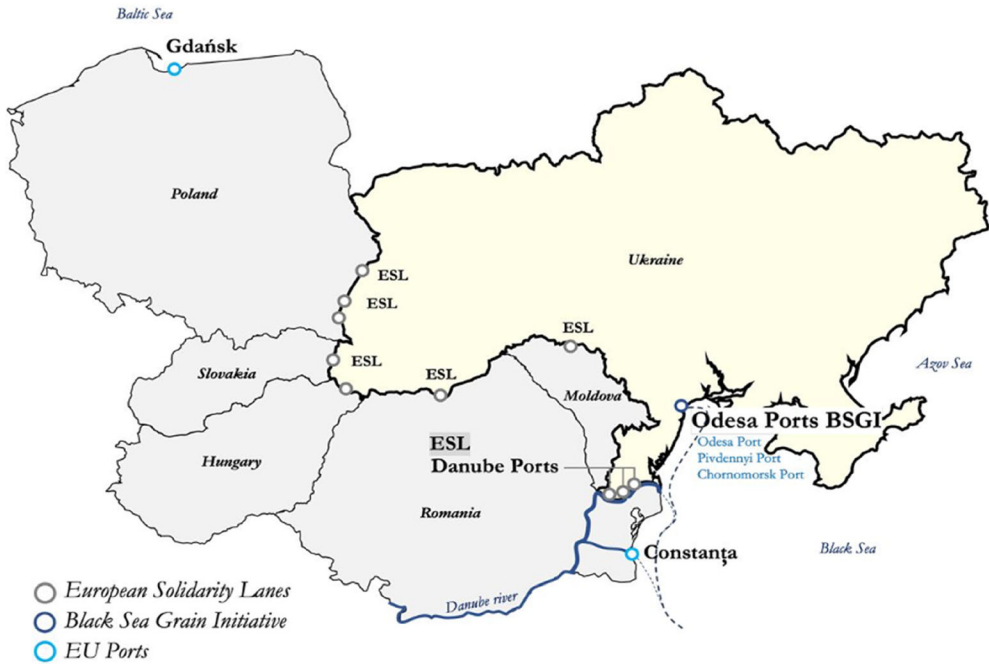 Baltic Sea
Gdańsk
Poland
Ukraine
ESL
ESL
ESL
ESL
ESL
Slovakia
Azov Sea
Moldova
Odesa Ports BSGI
Odesa Port
Pivdennyi Port
Chornomorsk Port
ESL
Danube Ports
Hungary
Romania
Constanța
Black Sea
Danube river
European Solidarity Lanes
Black Sea Grain Initiative
EU Ports